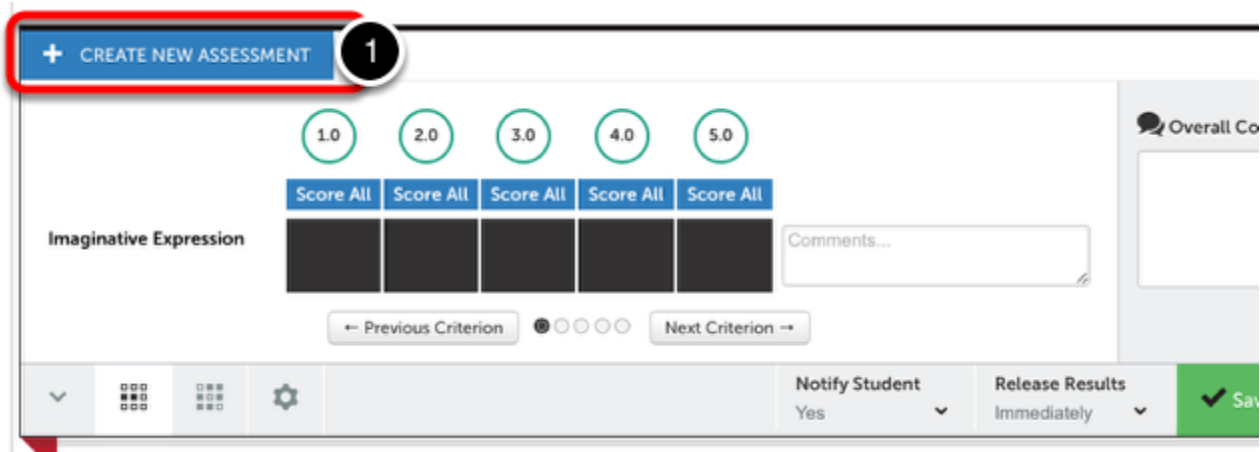 + CREATE NEW ASSESSMENT
1
1.0 2.0 3.0 4.0 5.0
Overall
Score All Score All Score All Score All Score All
Imaginative Expression
Comments...
← Previous Criterion
Next Criterion →
Notify Student
Yes
Release Results
Immediately